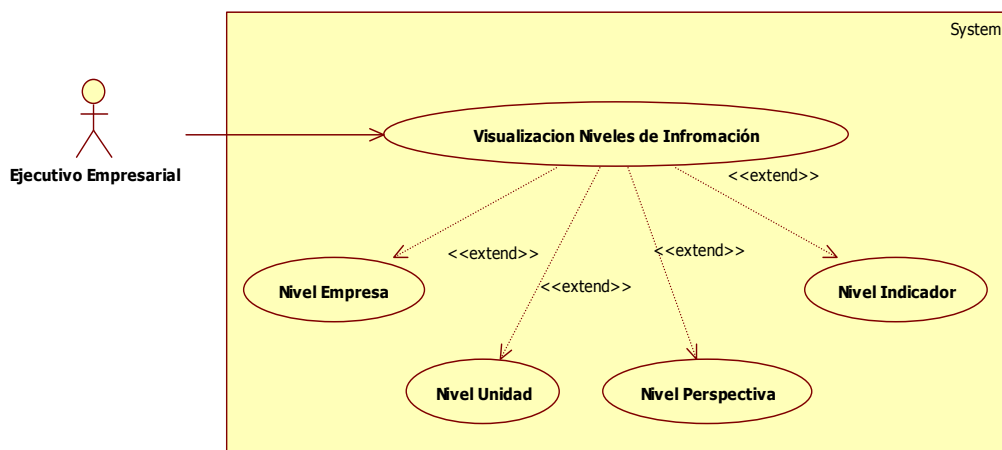 System
Visualizacion Niveles de Infromación
Ejecutivo Empresarial
<<extend>>
<<extend>>
<<extend>>
<<extend>>
Nivel Empresa
Nivel Indicador
Nivel Unidad
Nivel Perspectiva